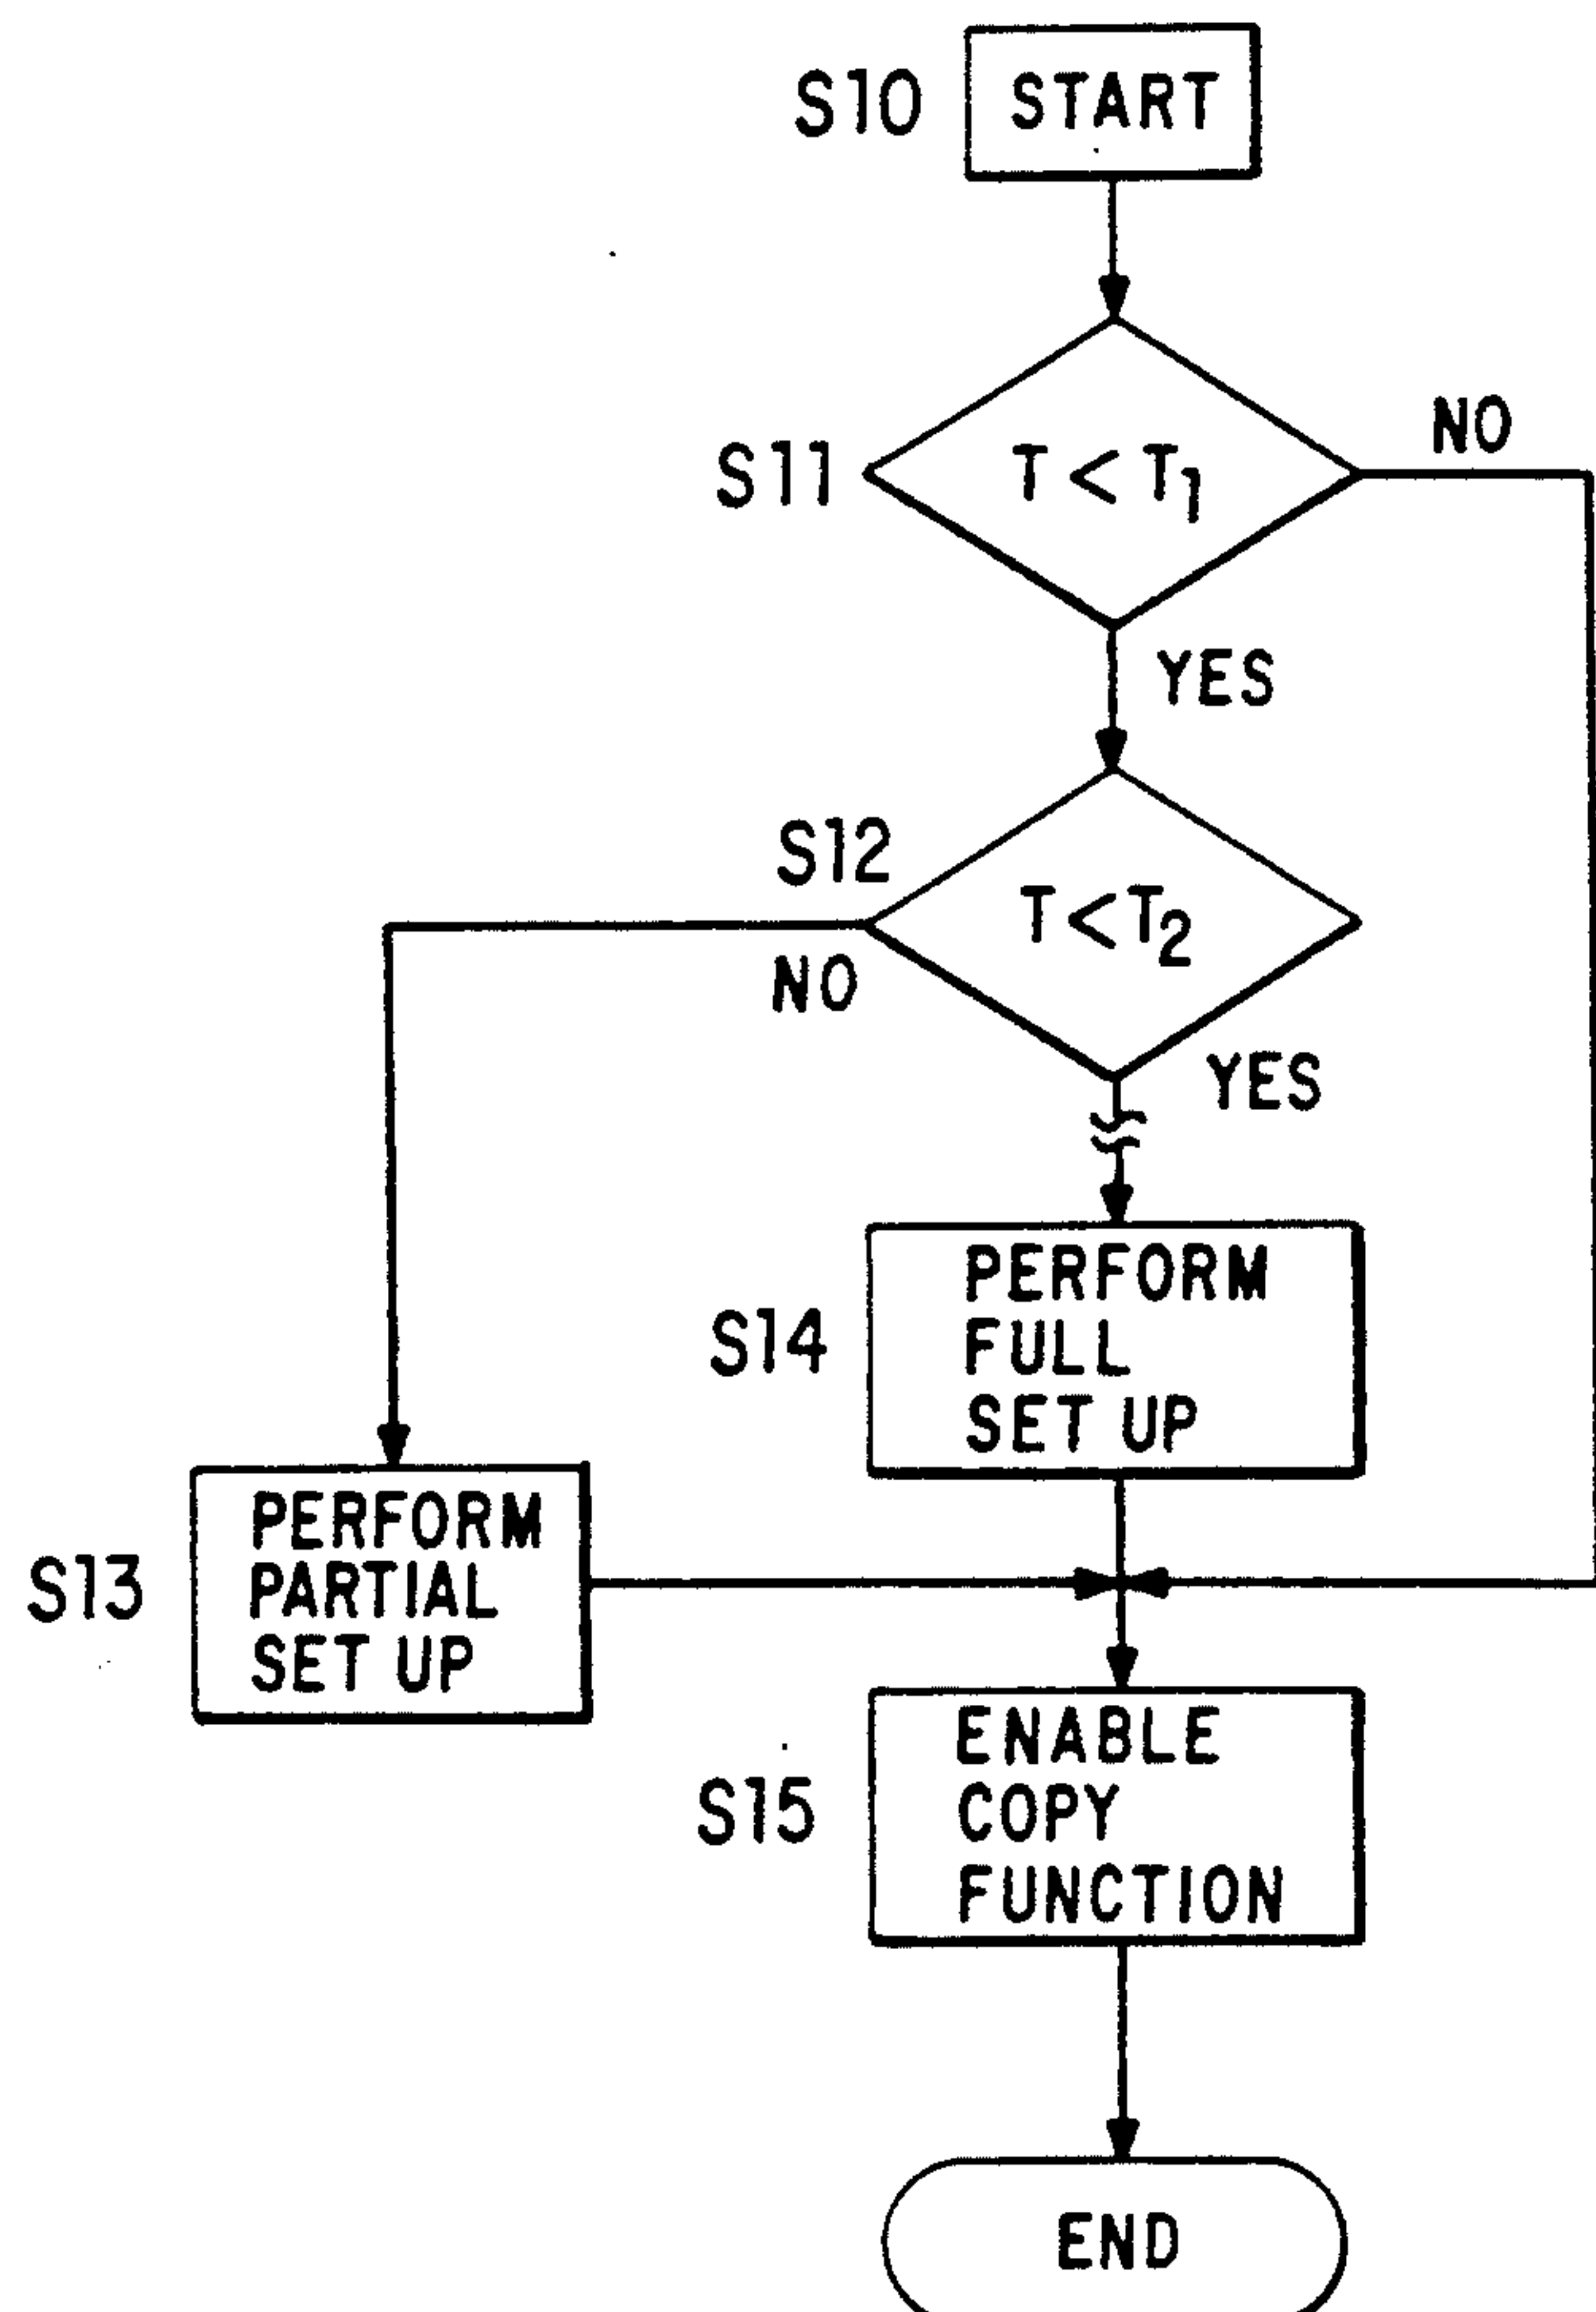 S10 START
NO
S11 T < T1
YES
S12
T < T2
NO
YES
PERFORM
S14 FULL
SET UP
PERFORM
S13 PARTIAL
SET UP
ENABLE
S15 COPY
FUNCTION
END